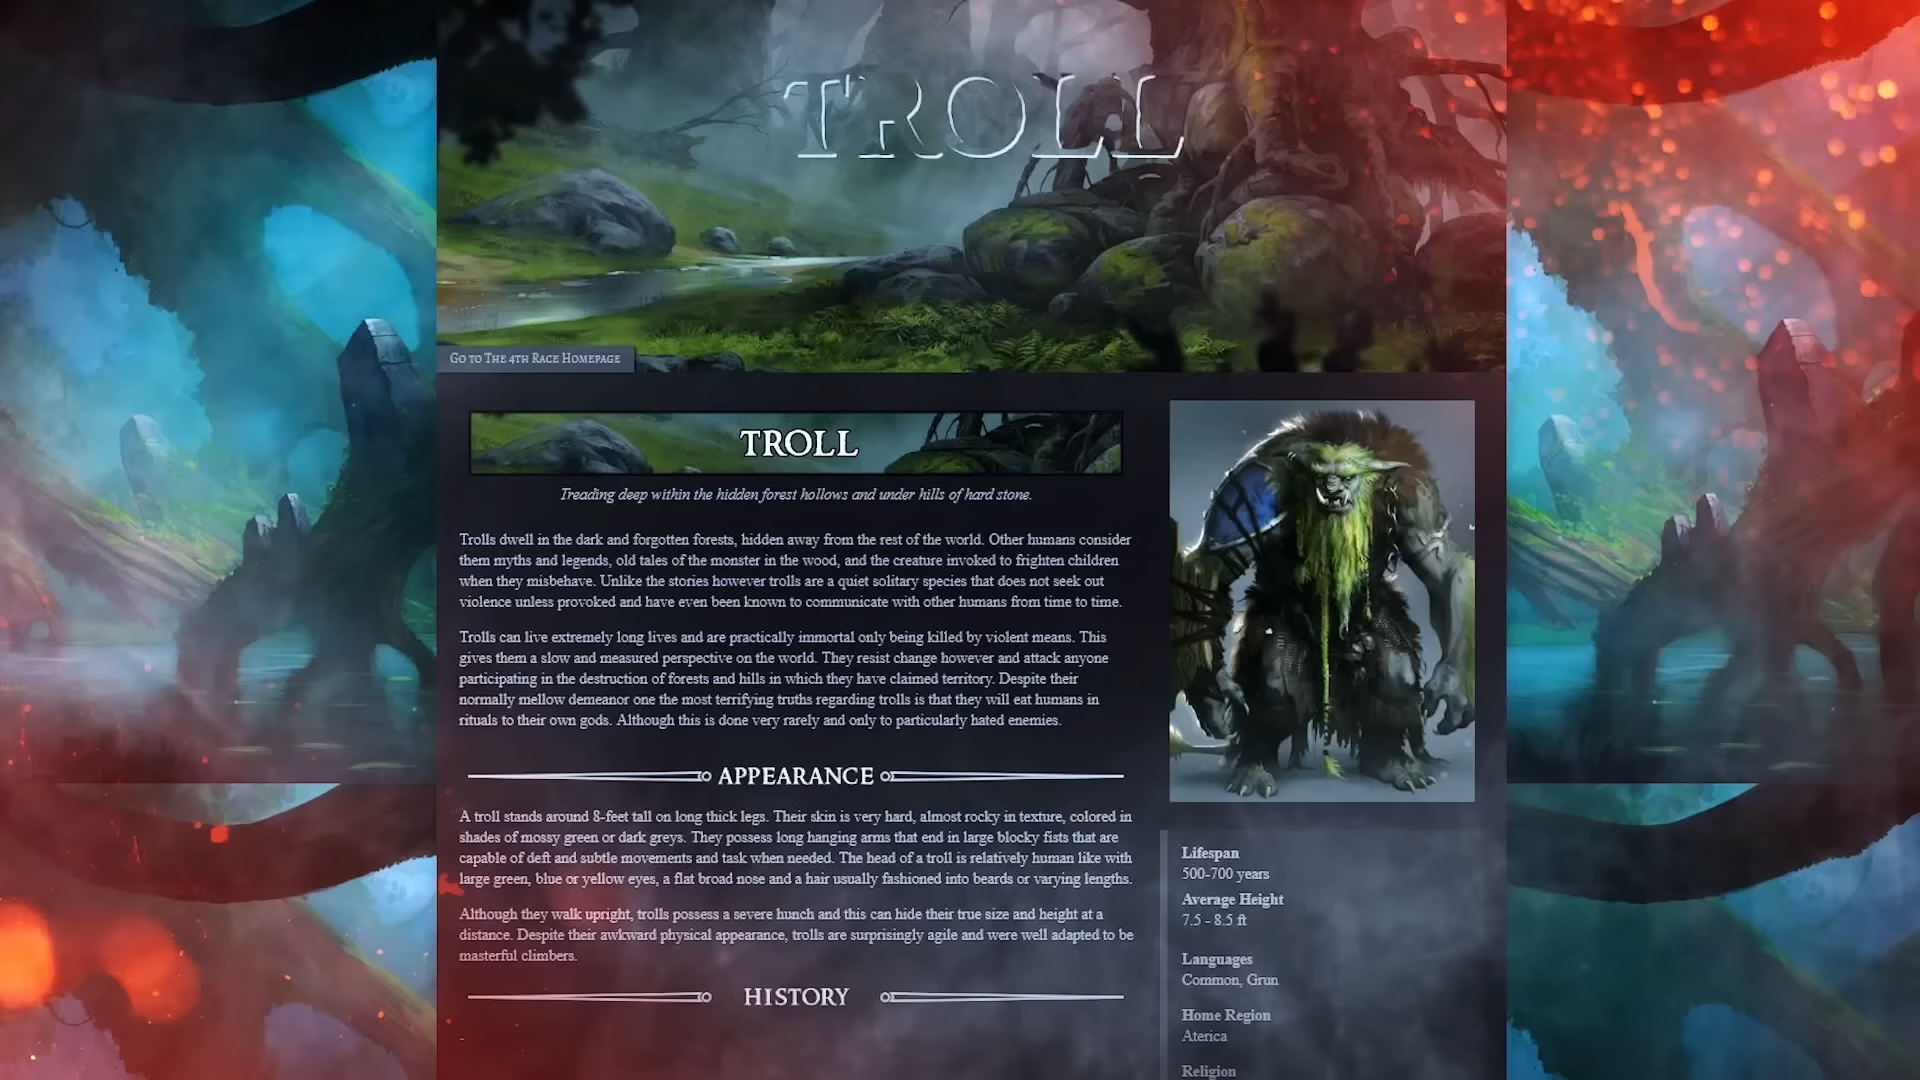 TROLL
Go to The 4th Race Homepage
TROLL
Treading deep within the hidden forest hollows and under hills of hard stone.
Trolls dwell in the dark and forgotten forests, hidden away from the rest of the world. Other humans consider
them myths and legends, old tales of the monster in the wood, and the creature invoked to frighten children
when they misbehave. Unlike the stories however trolls are a quiet solitary species that does not seek out
violence unless provoked and have even been known to communicate with other humans from time to time.
Trolls can live extremely long lives and are practically immortal only being killed by violent means. This
gives them a slow and measured perspective on the world. They resist change however and attack anyone
participating in the destruction of forests and hills in which they have claimed territory. Despite their
normally mellow demeanor one the most terrifying truths regarding trolls is that they will eat humans in
rituals to their own gods. Although this is done very rarely and only to particularly hated enemies.
APPEARANCE
A troll stands around 8-feet tall on long thick legs. Their skin is very hard, almost rocky in texture, colored in
shades of mossy green or dark greys. They possess long hanging arms that end in large blocky fists that are
capable of deft and subtle movements and task when needed. The head of a troll is relatively human like with
large green, blue or yellow eyes, a flat broad nose and a hair usually fashioned into beards or varying lengths.
Although they walk upright, trolls possess a severe hunch and this can hide their true size and height at a
distance. Despite their awkward physical appearance, trolls are surprisingly agile and were well adapted to be
masterful climbers.
HISTORY
-
Lifespan
500-700 years
Average Height
7.5 - 8.5 ft
Languages
Common, Grun
Home Region
Aterica
Religion